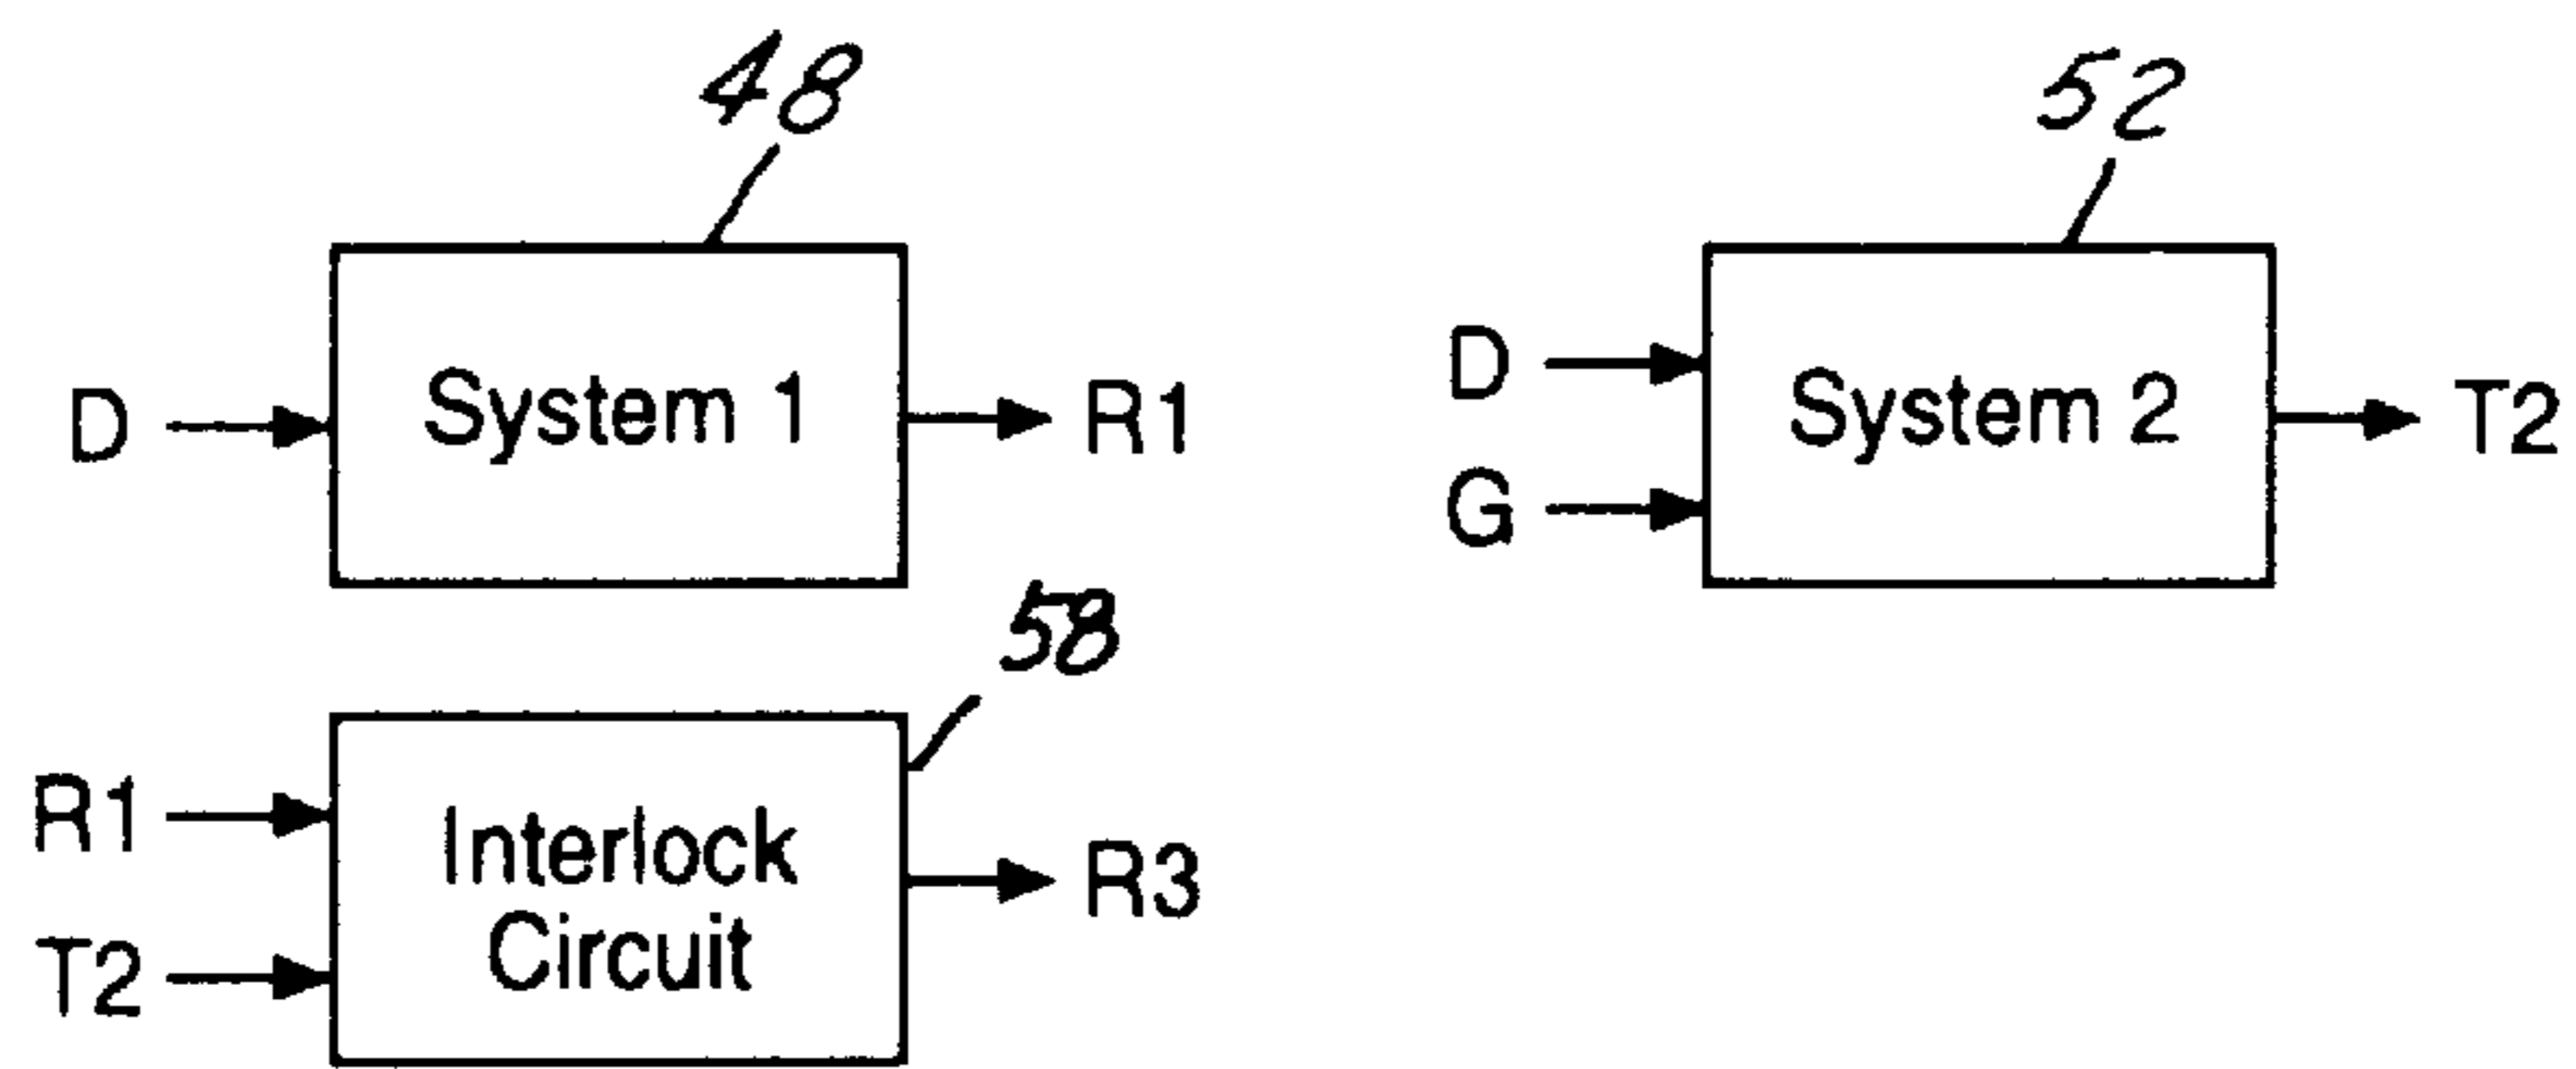 48
52
D
System 1
R1
D
G
System 2
T2
58
R1
T2
Interlock
Circuit
R3